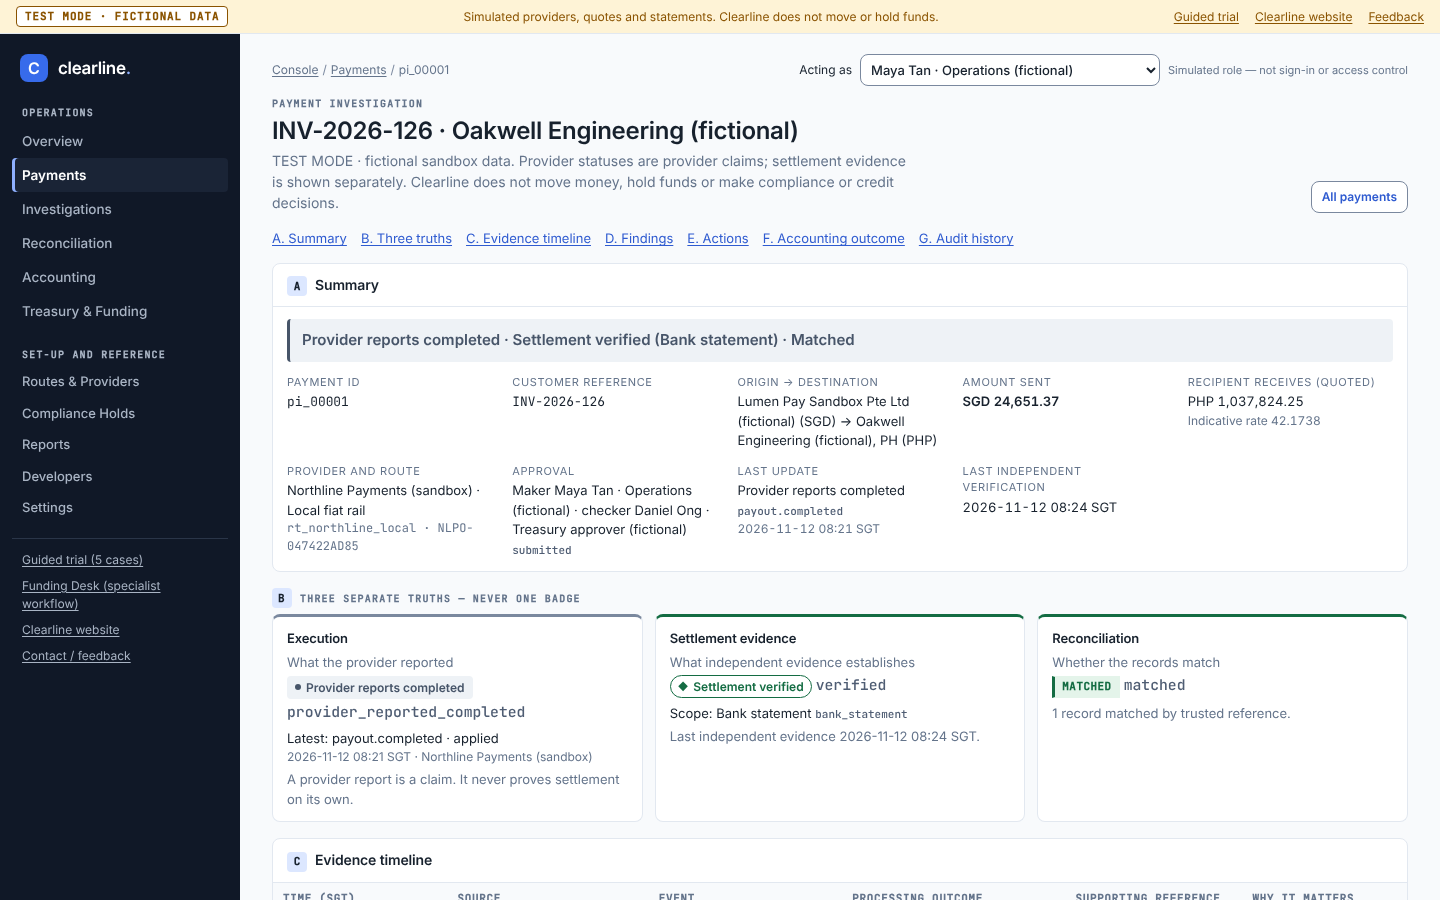 TEST MODE · FICTIONAL DATA
Simulated providers, quotes and statements. Clearline does not move or hold funds.
Guided trial
Clearline website
Feedback
C
clearline.
OPERATIONS
Overview
Payments
Investigations
Reconciliation
Accounting
Treasury & Funding
SET-UP AND REFERENCE
Routes & Providers
Compliance Holds
Reports
Developers
Settings
Guided trial (5 cases)
Funding Desk (specialist
workflow)
Clearline website
Contact / feedback
Console / Payments / pi_00001
Acting as
Maya Tan · Operations (fictional)
Simulated role — not sign-in or access control
PAYMENT INVESTIGATION
INV-2026-126 · Oakwell Engineering (fictional)
TEST MODE · fictional sandbox data. Provider statuses are provider claims; settlement evidence
is shown separately. Clearline does not move money, hold funds or make compliance or credit
decisions.
All payments
A. Summary
B. Three truths
C. Evidence timeline
D. Findings
E. Actions
F. Accounting outcome
G. Audit history
A
Summary
Provider reports completed · Settlement verified (Bank statement) · Matched
PAYMENT ID
pi_00001
CUSTOMER REFERENCE
INV-2026-126
ORIGIN → DESTINATION
Lumen Pay Sandbox Pte Ltd
(fictional) (SGD) → Oakwell
Engineering (fictional), PH (PHP)
AMOUNT SENT
SGD 24,651.37
RECIPIENT RECEIVES (QUOTED)
PHP 1,037,824.25
Indicative rate 42.1738
PROVIDER AND ROUTE
Northline Payments (sandbox) ·
Local fiat rail
rt_northline_local · NLPO-
047422AD85
APPROVAL
Maker Maya Tan · Operations
(fictional) · checker Daniel Ong ·
Treasury approver (fictional)
submitted
LAST UPDATE
Provider reports completed
payout.completed
2026-11-12 08:21 SGT
LAST INDEPENDENT
VERIFICATION
2026-11-12 08:24 SGT
B
THREE SEPARATE TRUTHS — NEVER ONE BADGE
Execution
What the provider reported
Provider reports completed
provider_reported_completed
Latest: payout.completed · applied
2026-11-12 08:21 SGT · Northline Payments (sandbox)
A provider report is a claim. It never proves settlement
on its own.
Settlement evidence
What independent evidence establishes
Settlement verified verified
Scope: Bank statement bank_statement
Last independent evidence 2026-11-12 08:24 SGT.
Reconciliation
Whether the records match
MATCHED matched
1 record matched by trusted reference.
C
Evidence timeline
TIME (SGT)
SOURCE
EVENT
PROCESSING OUTCOME
SUPPORTING REFERENCE
WHY IT MATTERS